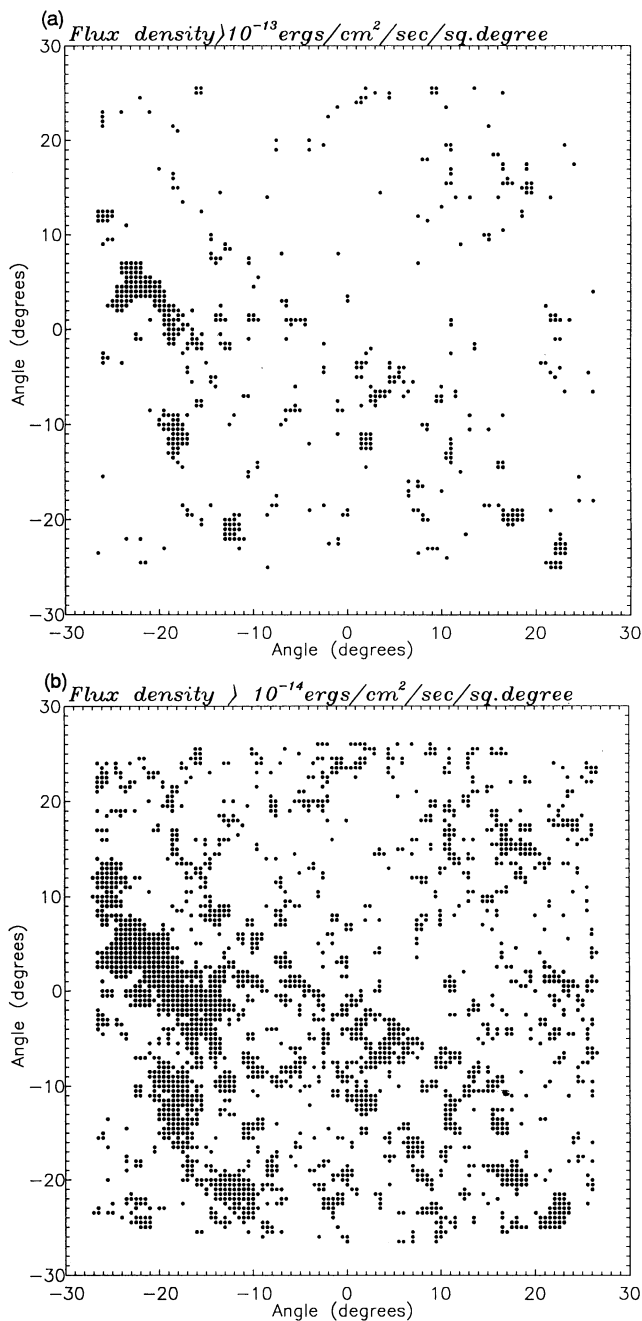 (a)
Flux density⟩10⁻¹³ergs/cm²/sec/sq.degree
30
20
10
0
−10
−20
−30
Angle (degrees)
−30 −20 −10 0 10 20 30
Angle (degrees)
(b)
Flux density ⟩ 10⁻¹⁴ergs/cm²/sec/sq.degree
30
20
10
0
−10
−20
−30
Angle (degrees)
−30 −20 −10 0 10 20 30
Angle (degrees)